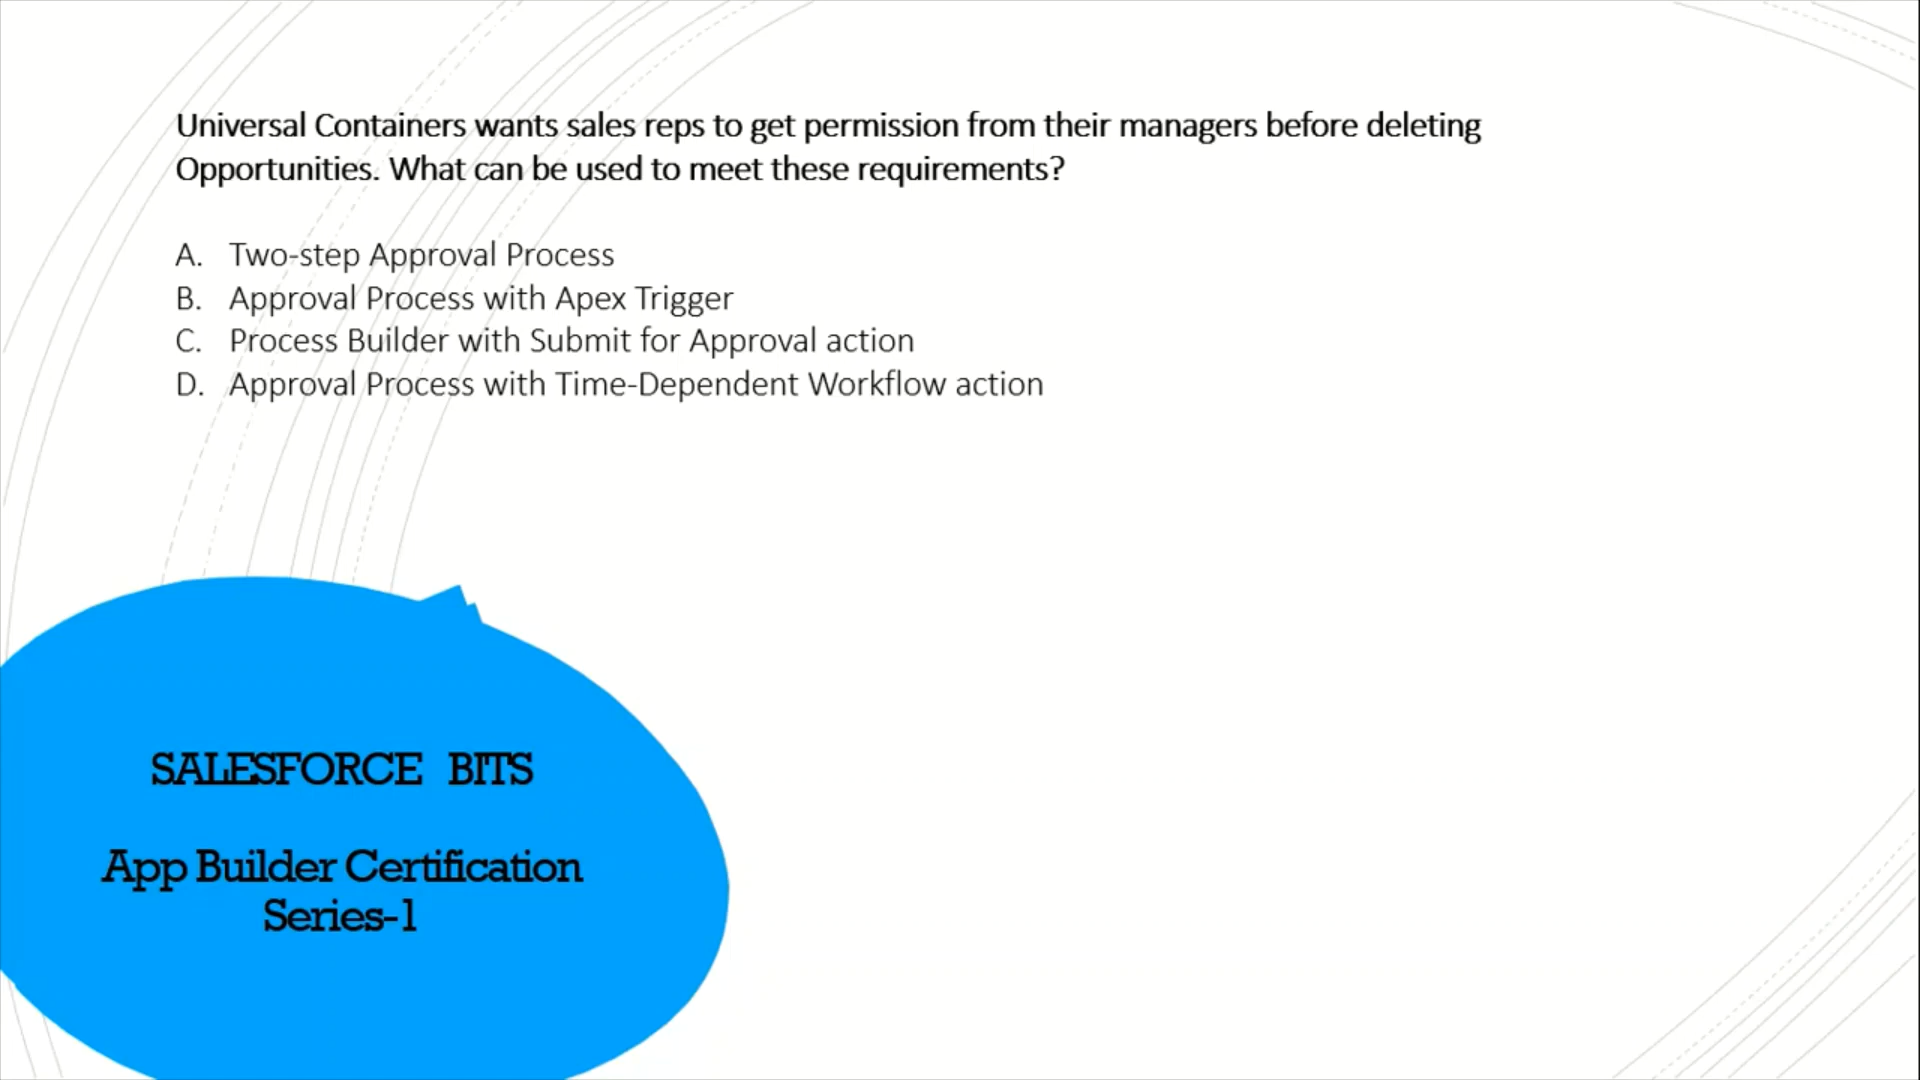 Universal Containers wants sales reps to get permission from their managers before deleting
Opportunities. What can be used to meet these requirements?
A. Two-step Approval Process
B. Approval Process with Apex Trigger
C. Process Builder with Submit for Approval action
D. Approval Process with Time-Dependent Workflow action
SALESFORCE BITS
App Builder Certification
Series-1